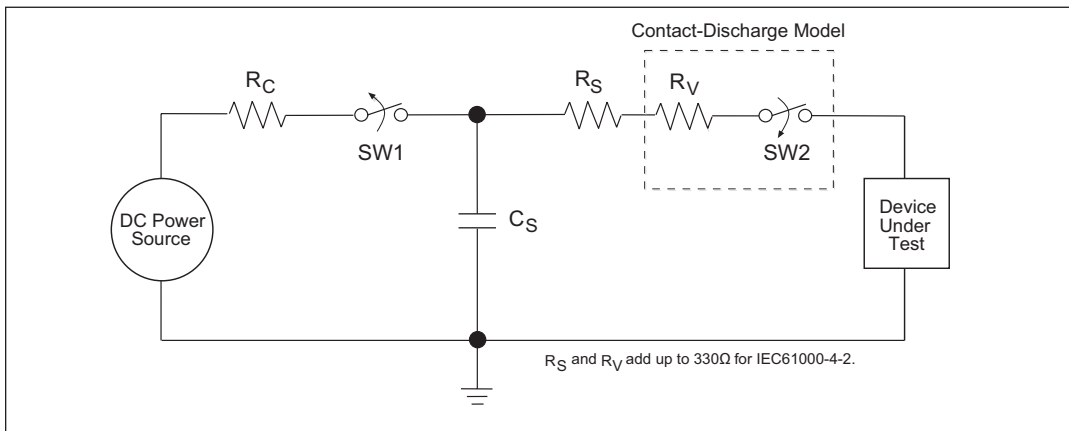 Contact-Discharge Model
RC
RS
RV
SW1
SW2
DC Power
Source
CS
Device
Under
Test
RS and RV add up to 330Ω for IEC61000-4-2.